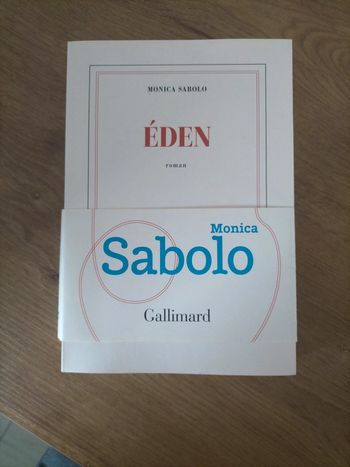 MONICA SABOLO
ÉDEN
roman
Monica
Sabolo
Gallimard